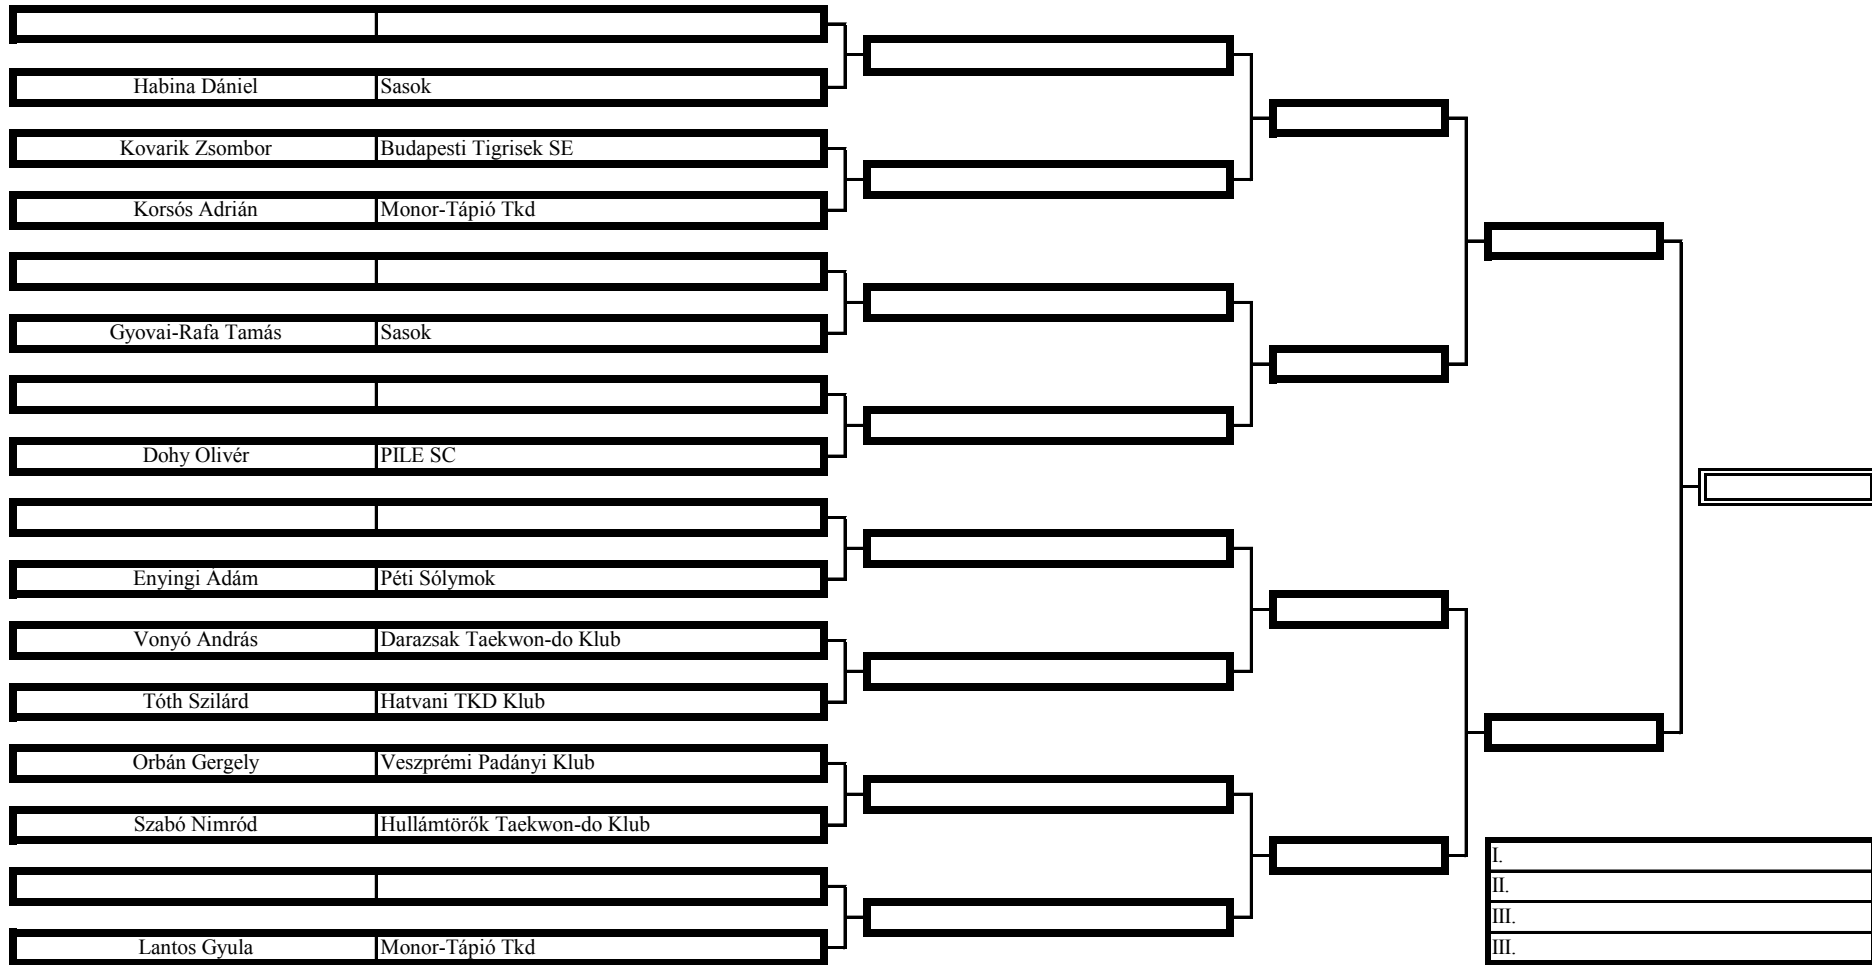 Habina Dániel Sasok
Kovarik Zsombor Budapesti Tigrisek SE
Korsós Adrián Monor-Tápió Tkd
Gyovai-Rafa Tamás Sasok
Dohy Olivér PILE SC
Enyingi Ádám Péti Sólymok
Vonyó András Darazsak Taekwon-do Klub
Tóth Szilárd Hatvani TKD Klub
Orbán Gergely Veszprémi Padányi Klub
Szabó Nimród Hullámtörők Taekwon-do Klub
Lantos Gyula Monor-Tápió Tkd
I.
II.
III.
III.